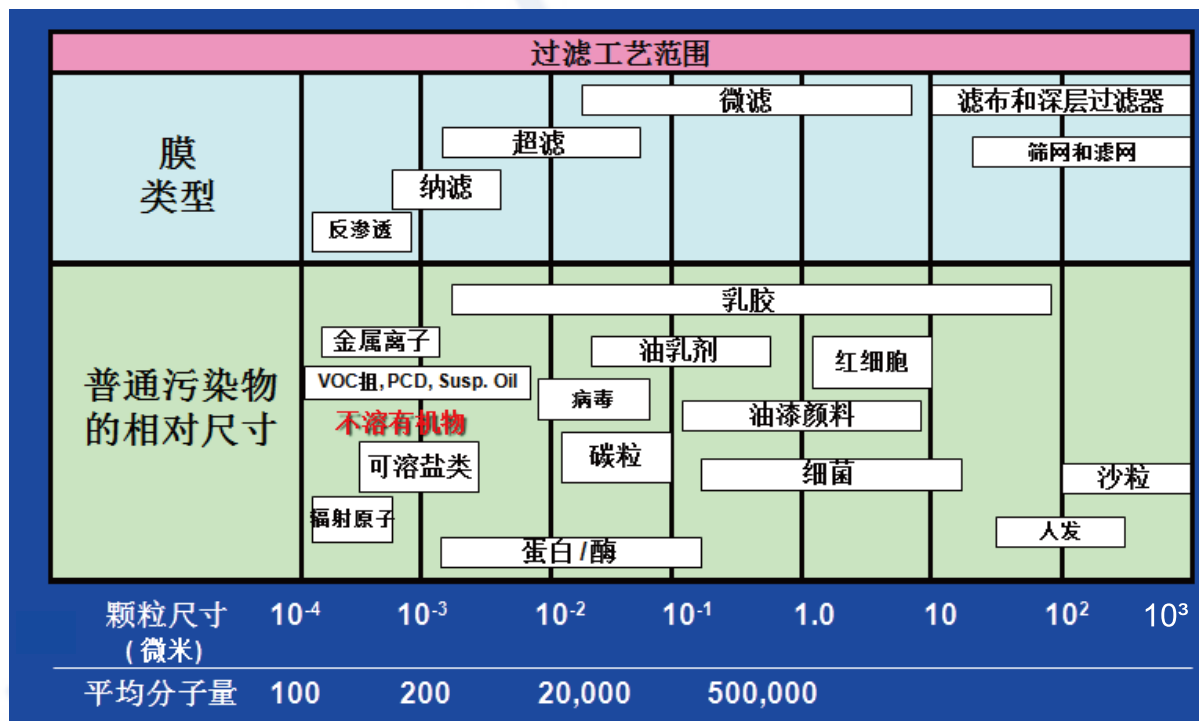 过滤工艺范围
微滤
滤布和深层过滤器
超滤
筛网和滤网
膜
类型
纳滤
反渗透
乳胶
金属离子
油乳剂
红细胞
VOC担, PCD, Susp. Oil
普通污染物
的相对尺寸
病毒
油漆颜料
不溶有机物
碳粒
可溶盐类
细菌
沙粒
辐射原子
人发
蛋白/酶
颗粒尺寸 10⁻⁴ 10⁻³ 10⁻² 10⁻¹ 1.0 10 10² 10³
(微米)
平均分子量 100 200 20,000 500,000